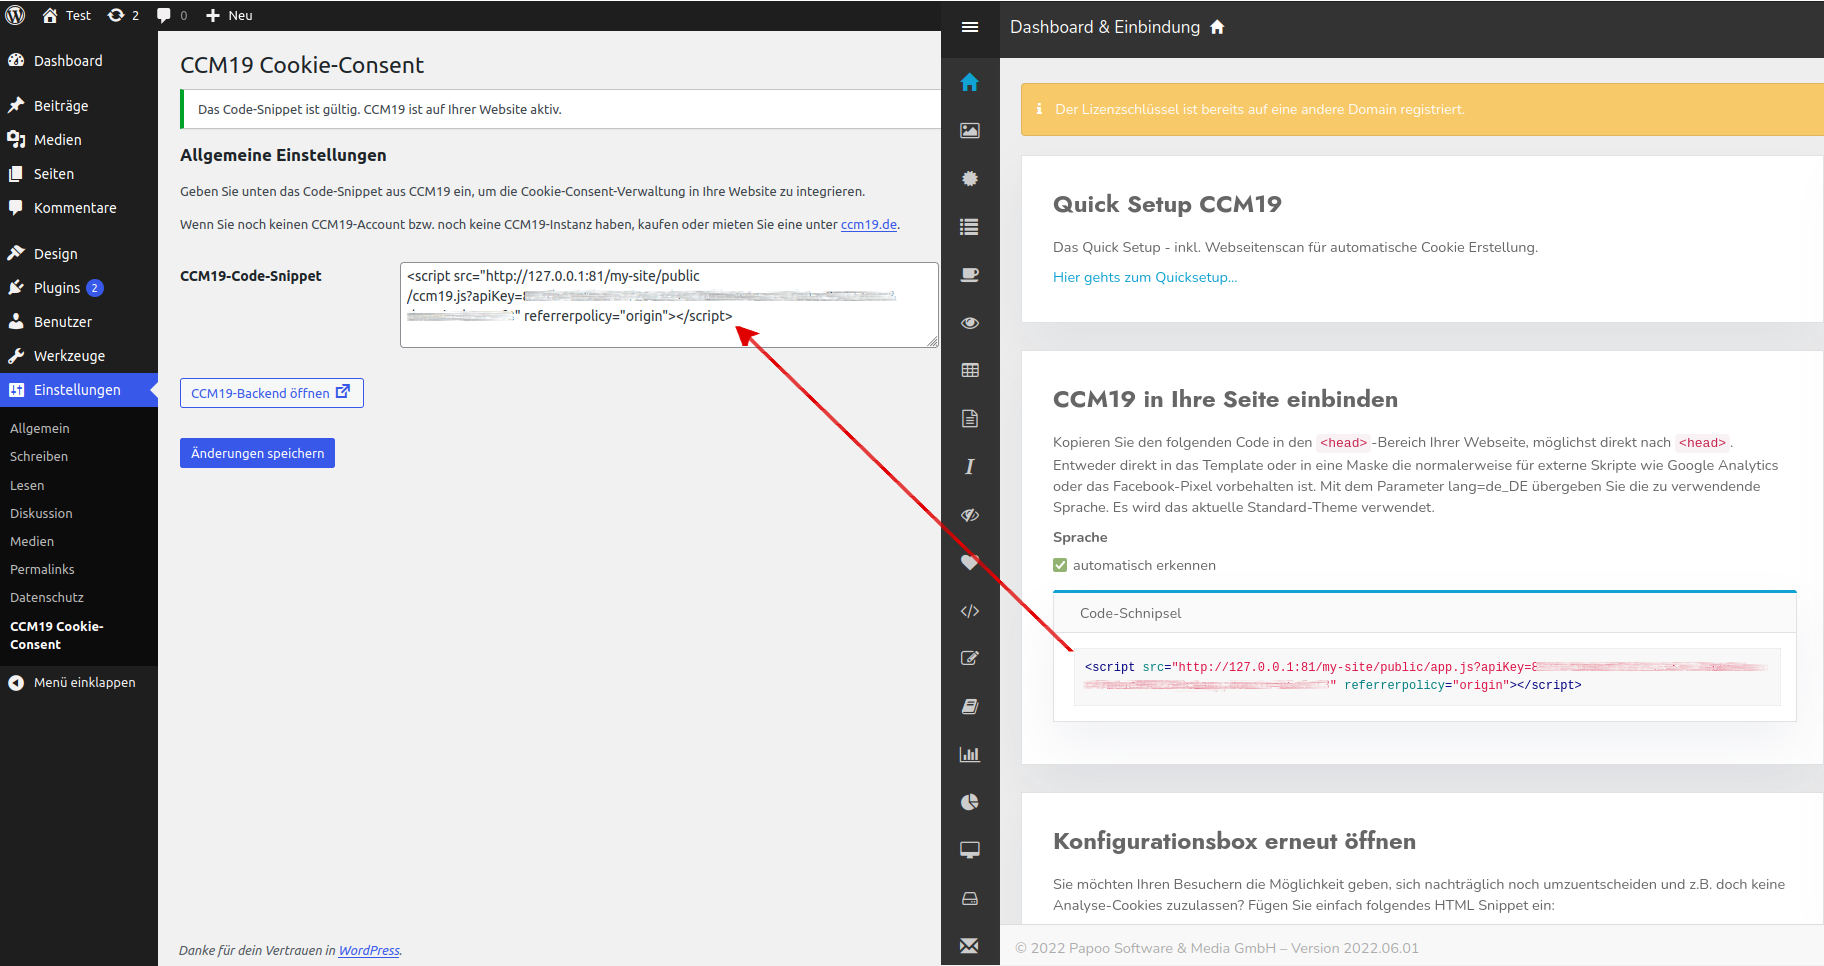 Test 2 0 Neu
Dashboard
Beiträge
Medien
Seiten
Kommentare
Design
Plugins 2
Benutzer
Werkzeuge
Einstellungen
Allgemein
Schreiben
Lesen
Diskussion
Medien
Permalinks
Datenschutz
CCM19 Cookie-
Consent
Menü einklappen
CCM19 Cookie-Consent
Das Code-Snippet ist gültig. CCM19 ist auf Ihrer Website aktiv.
Allgemeine Einstellungen
Geben Sie unten das Code-Snippet aus CCM19 ein, um die Cookie-Consent-Verwaltung in Ihre Website zu integrieren.
Wenn Sie noch keinen CCM19-Account bzw. noch keine CCM19-Instanz haben, kaufen oder mieten Sie eine unter ccm19.de.
CCM19-Code-Snippet
<script src="http://127.0.0.1:81/my-site/public
/ccm19.js?apiKey=
" referrerpolicy="origin"></script>
CCM19-Backend öffnen
Änderungen speichern
Danke für dein Vertrauen in WordPress.
Dashboard & Einbindung
Der Lizenzschlüssel ist bereits auf eine andere Domain registriert.
Quick Setup CCM19
Das Quick Setup - inkl. Webseitenscan für automatische Cookie Erstellung.
Hier gehts zum Quicksetup...
CCM19 in Ihre Seite einbinden
Kopieren Sie den folgenden Code in den <head> -Bereich Ihrer Webseite, möglichst direkt nach <head> .
Entweder direkt in das Template oder in eine Maske die normalerweise für externe Skripte wie Google Analytics
oder das Facebook-Pixel vorbehalten ist. Mit dem Parameter lang=de_DE übergeben Sie die zu verwendende
Sprache. Es wird das aktuelle Standard-Theme verwendet.
Sprache
automatisch erkennen
Code-Schnipsel
<script src="http://127.0.0.1:81/my-site/public/app.js?apiKey=
" referrerpolicy="origin"></script>
Konfigurationsbox erneut öffnen
Sie möchten Ihren Besuchern die Möglichkeit geben, sich nachträglich noch umzuentscheiden und z.B. doch keine
Analyse-Cookies zuzulassen? Fügen Sie einfach folgendes HTML Snippet ein:
© 2022 Papoo Software & Media GmbH – Version 2022.06.01